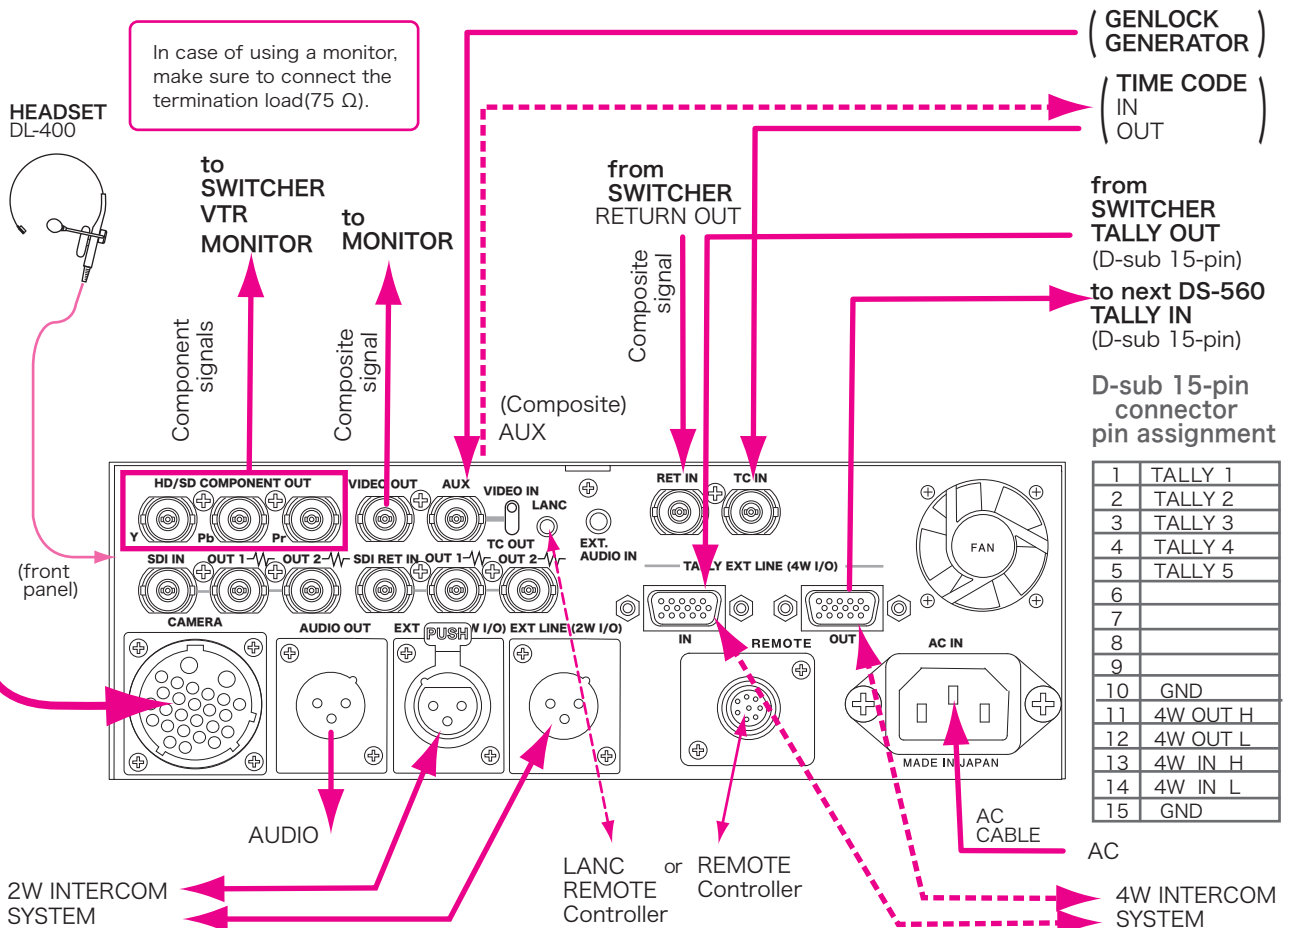 In case of using a monitor,
make sure to connect the
termination load(75 Ω).
HEADSET
DL-400
(front
panel)
to
SWITCHER
VTR
MONITOR
Component
signals
to
MONITOR
Composite
signal
(Composite)
AUX
from
SWITCHER
RETURN OUT
Composite
signal
( GENLOCK
GENERATOR )
( TIME CODE
IN
OUT )
from
SWITCHER
TALLY OUT
(D-sub 15-pin)
to next DS-560
TALLY IN
(D-sub 15-pin)
D-sub 15-pin
connector
pin assignment
1 TALLY 1
2 TALLY 2
3 TALLY 3
4 TALLY 4
5 TALLY 5
6
7
8
9
10 GND
11 4W OUT H
12 4W OUT L
13 4W IN H
14 4W IN L
15 GND
HD/SD COMPONENT OUT
Y Pb Pr
VIDEO OUT
AUX
VIDEO IN
LANC
TC OUT
EXT.
AUDIO IN
RET IN
TC IN
FAN
SDI IN OUT 1 OUT 2
SDI RET IN OUT 1 OUT 2
TALLY EXT LINE (4W I/O)
IN
OUT
CAMERA
AUDIO OUT
EXT W I/O)
PUSH
EXT LINE (2W I/O)
REMOTE
AC IN
MADE IN JAPAN
AUDIO
2W INTERCOM
SYSTEM
LANC
REMOTE
Controller
or
REMOTE
Controller
AC
CABLE
AC
4W INTERCOM
SYSTEM